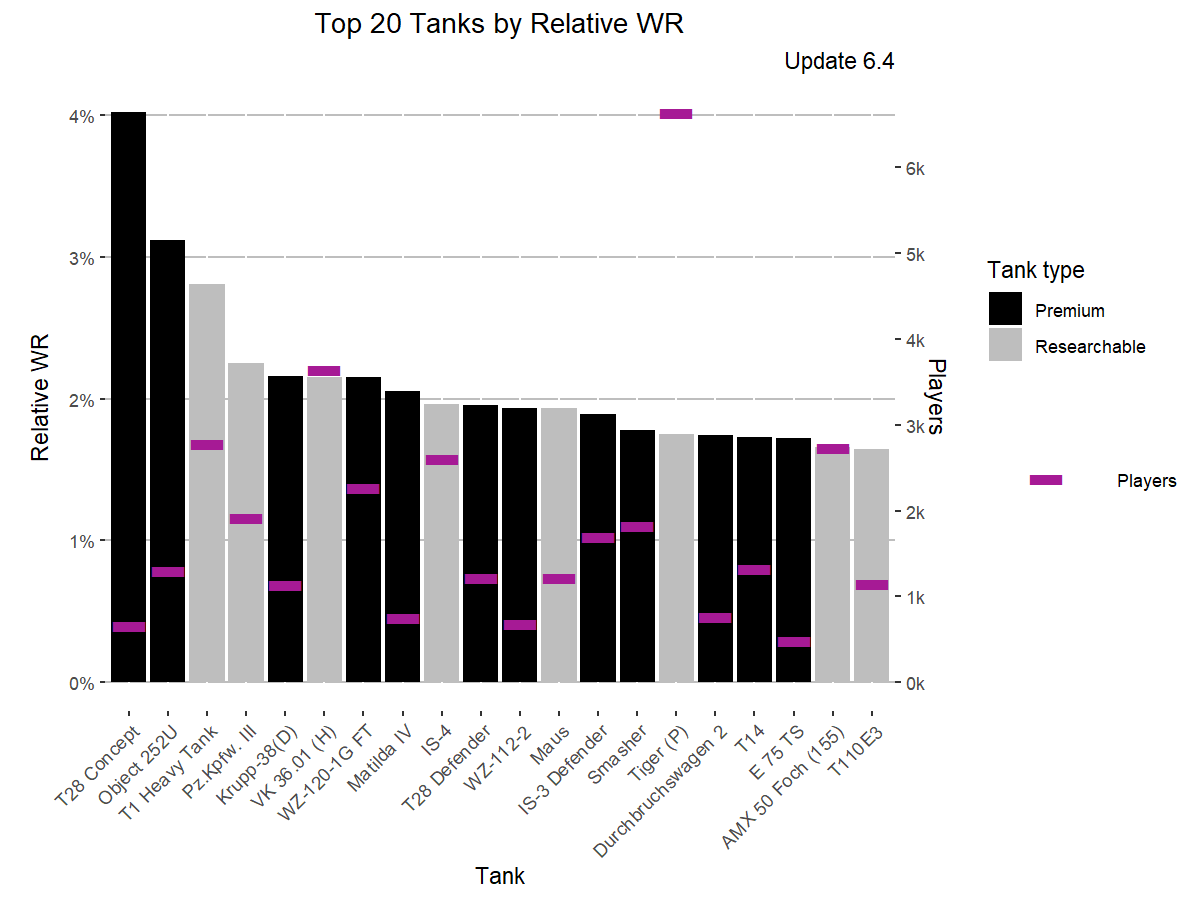 Top 20 Tanks by Relative WR
Update 6.4
4%
3%
2%
1%
0%
Relative WR
6k
5k
4k
3k
2k
1k
0k
Players
Tank type
Premium
Researchable
Players
T28 Concept
Object 252U
T1 Heavy Tank
Pz.Kpfw. III
Krupp-38(D)
VK 36.01 (H)
WZ-120-1G FT
Matilda IV
IS-4
T28 Defender
WZ-112-2
Maus
IS-3 Defender
Smasher
Tiger (P)
Durchbruchswagen 2
T14
E 75 TS
AMX 50 Foch (155)
T110E3
Tank